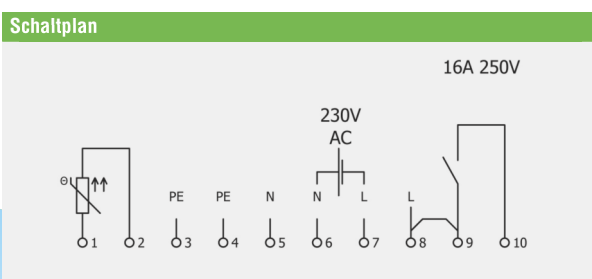 Schaltplan
16A 250V
230V
AC
Θ
PE PE N N L L
1 2 3 4 5 6 7 8 9 10